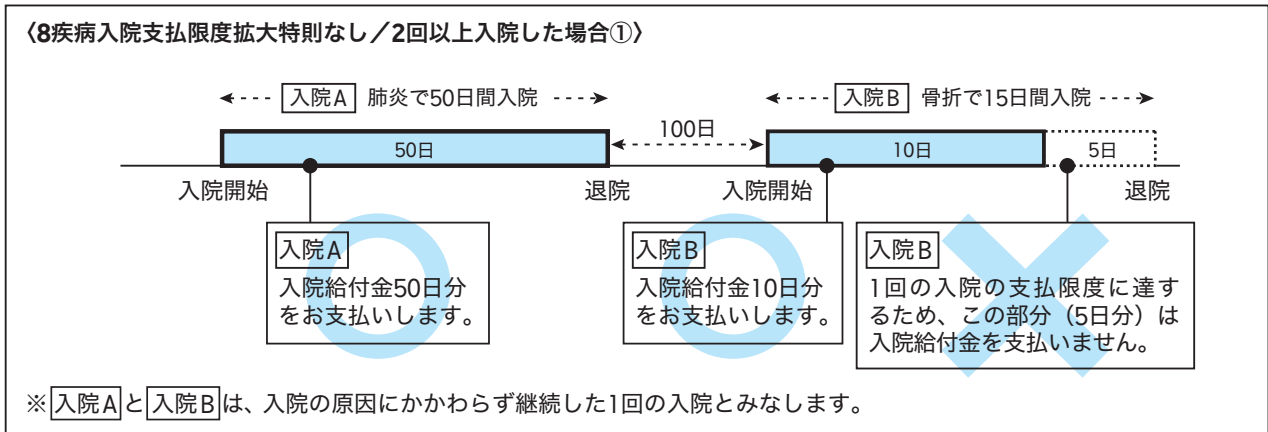 〈8疾病入院支払限度拡大特則なし／2回以上入院した場合①〉
入院A 肺炎で50日間入院
入院B 骨折で15日間入院
100日
50日
10日
5日
入院開始
退院
入院開始
退院
入院A
入院給付金50日分
をお支払いします。
入院B
入院給付金10日分
をお支払いします。
入院B
1回の入院の支払限度に達す
るため、この部分（5日分）は
入院給付金を支払いません。
※入院Aと入院Bは、入院の原因にかかわらず継続した1回の入院とみなします。